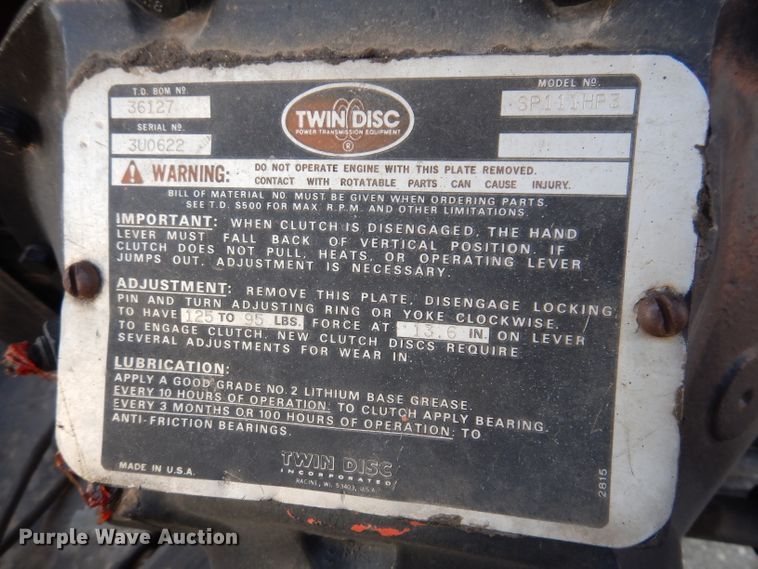 T.D. BOM Nº
36127
SERIAL Nº
3U0622
TWIN DISC
POWER TRANSMISSION EQUIPMENT
®
MODEL Nº.
SP111HP3
WARNING: DO NOT OPERATE ENGINE WITH THIS PLATE REMOVED.
CONTACT WITH ROTATABLE PARTS CAN CAUSE INJURY.
BILL OF MATERIAL NO. MUST BE GIVEN WHEN ORDERING PARTS.
SEE T.D. S500 FOR MAX. R.P.M. AND OTHER LIMITATIONS.
IMPORTANT: WHEN CLUTCH IS DISENGAGED, THE HAND
LEVER MUST FALL BACK OF VERTICAL POSITION. IF
CLUTCH DOES NOT PULL, HEATS, OR OPERATING LEVER
JUMPS OUT, ADJUSTMENT IS NECESSARY.
ADJUSTMENT: REMOVE THIS PLATE, DISENGAGE LOCKING
PIN AND TURN ADJUSTING RING OR YOKE CLOCKWISE.
TO HAVE 125 TO 95 LBS. FORCE AT 13.6 IN. ON LEVER
TO ENGAGE CLUTCH. NEW CLUTCH DISCS REQUIRE
SEVERAL ADJUSTMENTS FOR WEAR IN.
LUBRICATION:
APPLY A GOOD GRADE NO. 2 LITHIUM BASE GREASE.
EVERY 10 HOURS OF OPERATION: TO CLUTCH APPLY BEARING.
EVERY 3 MONTHS OR 100 HOURS OF OPERATION: TO
ANTI-FRICTION BEARINGS.
TWIN DISC
INCORPORATED
RACINE, WI. 53403, U.S.A.
MADE IN U.S.A.
2815
Purple Wave Auction